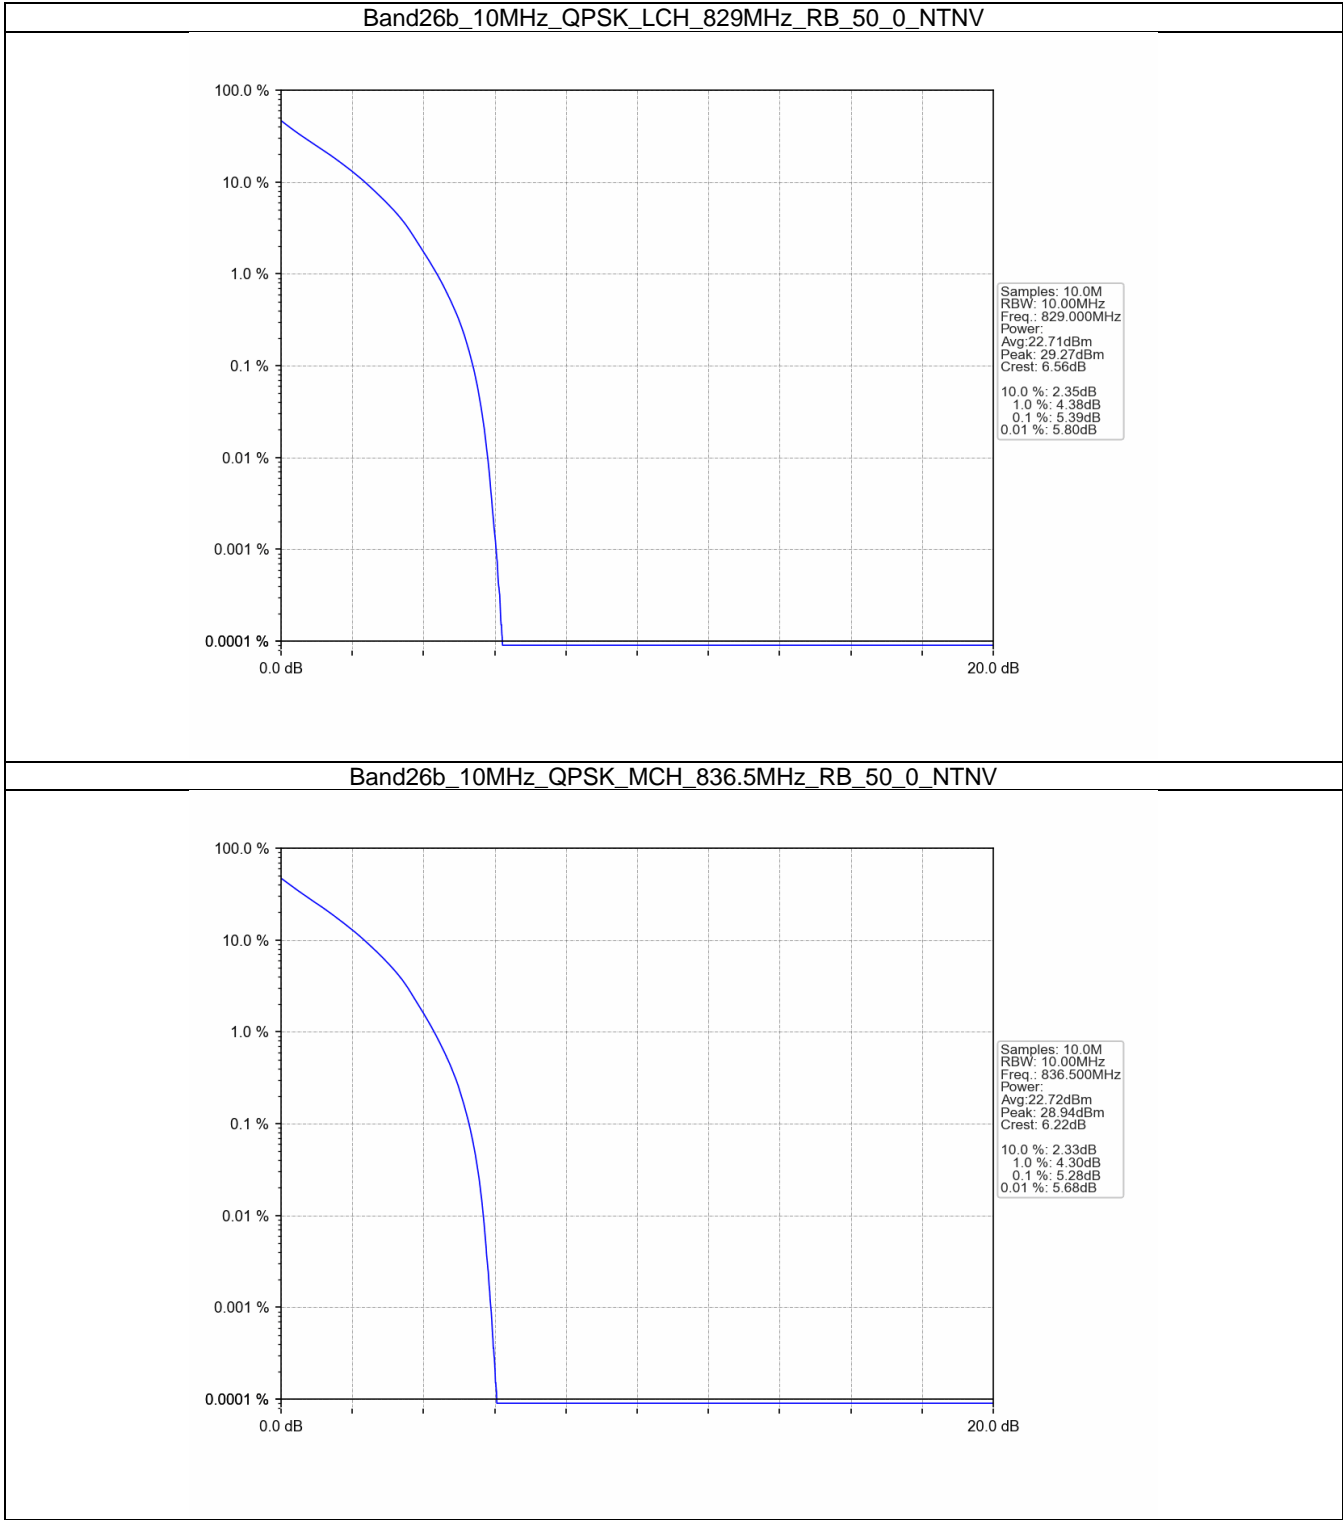 Band26b_10MHz_QPSK_LCH_829MHz_RB_50_0_NTNV
100.0 %
10.0 %
1.0 %
0.1 %
0.01 %
0.001 %
0.0001 %
0.0 dB
20.0 dB
Samples: 10.0M
RBW: 10.00MHz
Freq.: 829.000MHz
Power:
Avg:22.71dBm
Peak: 29.27dBm
Crest: 6.56dB
10.0 %: 2.35dB
1.0 %: 4.38dB
0.1 %: 5.39dB
0.01 %: 5.80dB
Band26b_10MHz_QPSK_MCH_836.5MHz_RB_50_0_NTNV
100.0 %
10.0 %
1.0 %
0.1 %
0.01 %
0.001 %
0.0001 %
0.0 dB
20.0 dB
Samples: 10.0M
RBW: 10.00MHz
Freq.: 836.500MHz
Power:
Avg:22.72dBm
Peak: 28.94dBm
Crest: 6.22dB
10.0 %: 2.33dB
1.0 %: 4.30dB
0.1 %: 5.28dB
0.01 %: 5.68dB